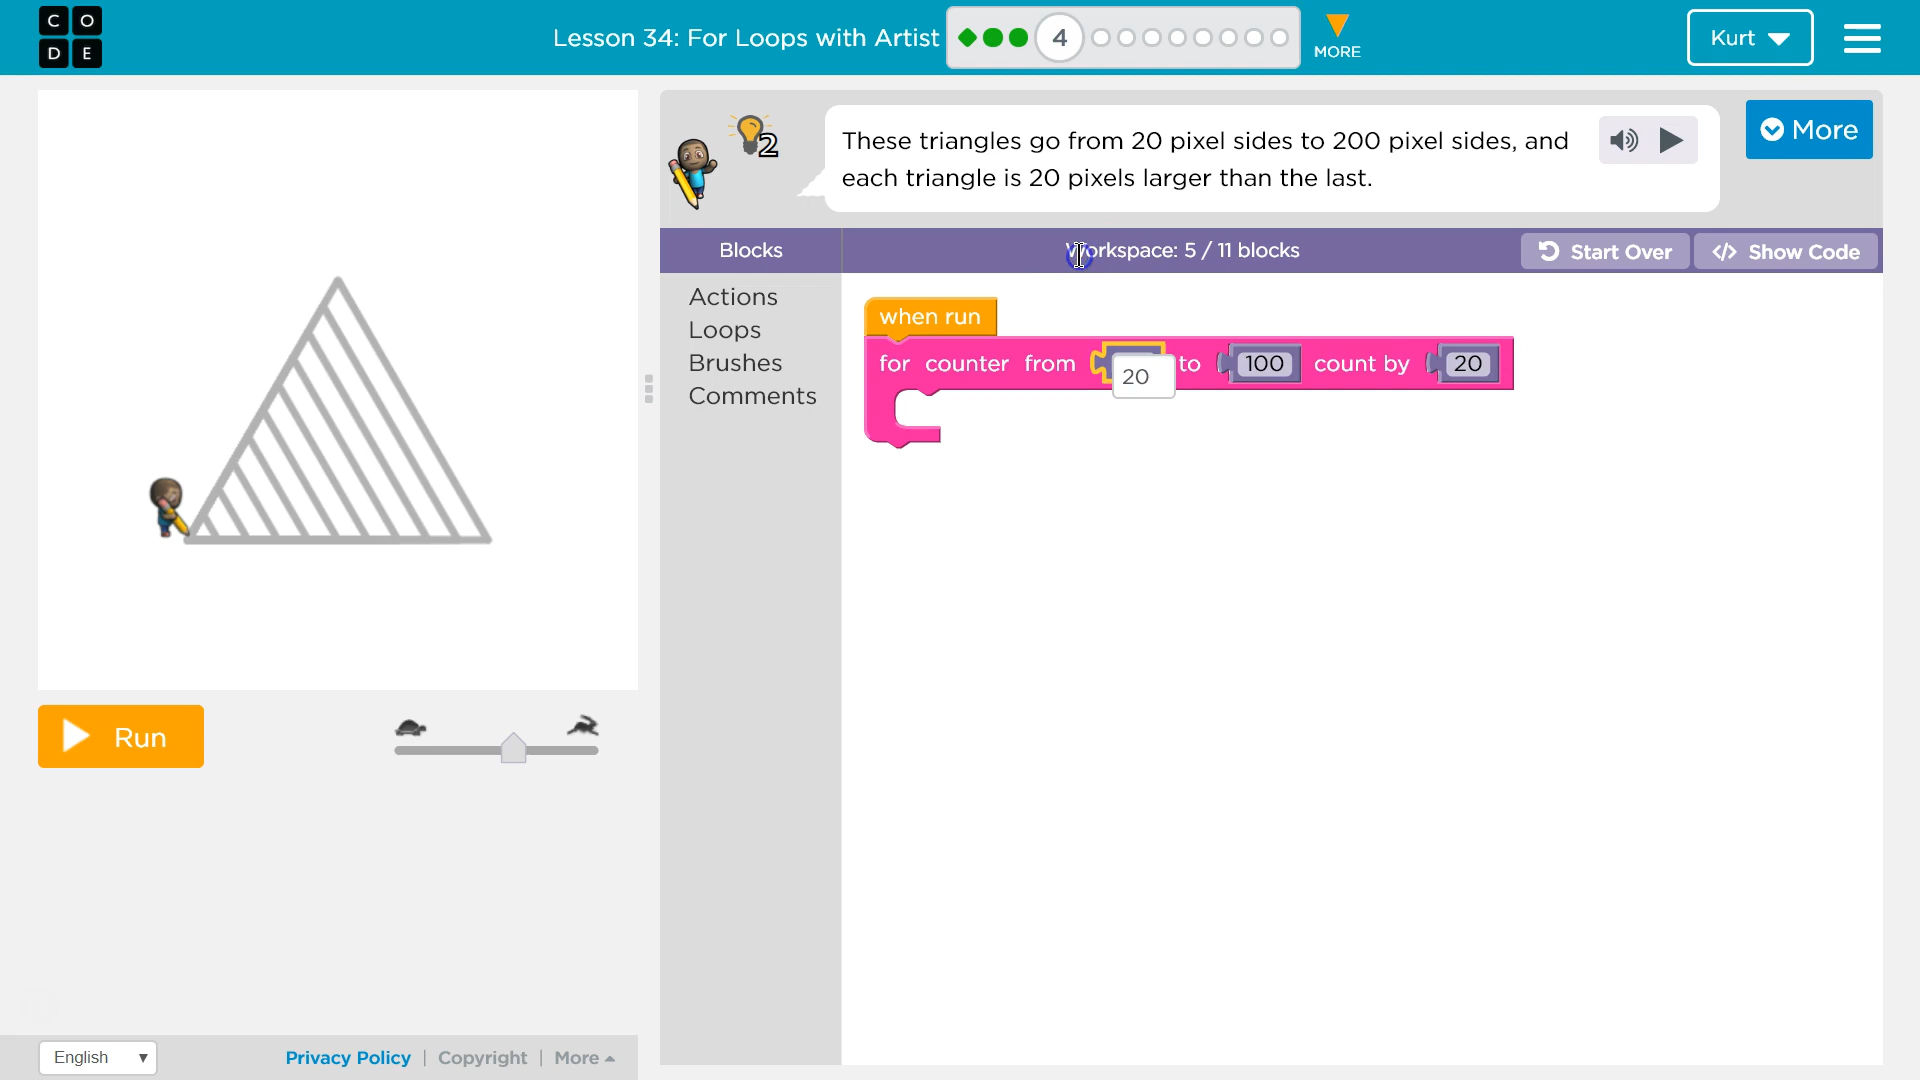 C O
D E
Lesson 34: For Loops with Artist
4
MORE
Kurt
2
These triangles go from 20 pixel sides to 200 pixel sides, and
each triangle is 20 pixels larger than the last.
More
Blocks
Workspace: 5 / 11 blocks
Start Over
</> Show Code
Actions
Loops
Brushes
Comments
when run
for counter from 20 to 100 count by 20
Run
English
Privacy Policy | Copyright | More